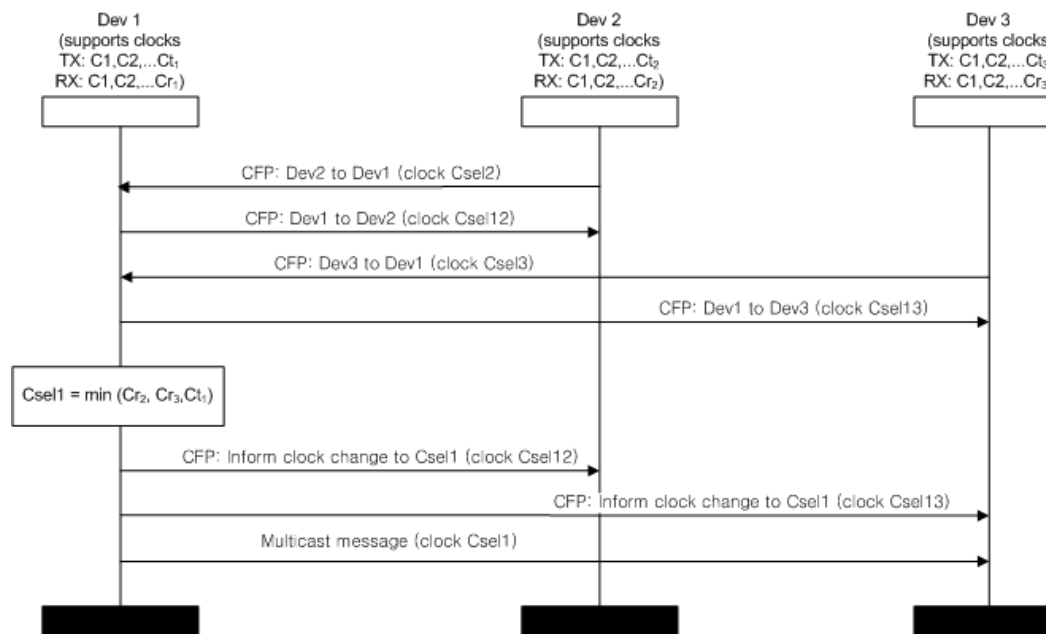 Dev 1
(supports clocks
TX: C1,C2,...Ct1
RX: C1,C2,...Cr1)
Dev 2
(supports clocks
TX: C1,C2,...Ct2
RX: C1,C2,...Cr2)
Dev 3
(supports clocks
TX: C1,C2,...Ct3
RX: C1,C2,...Cr3
CFP: Dev2 to Dev1 (clock Csel2)
CFP: Dev1 to Dev2 (clock Csel12)
CFP: Dev3 to Dev1 (clock Csel3)
CFP: Dev1 to Dev3 (clock Csel13)
Csel1 = min (Cr2, Cr3,Ct1)
CFP: Inform clock change to Csel1 (clock Csel12)
CFP: Inform clock change to Csel1 (clock Csel13)
Multicast message (clock Csel1)